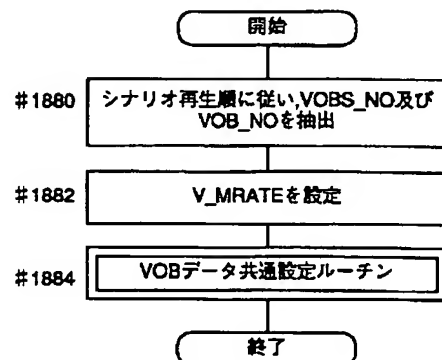 開始
#1880
シナリオ再生順に従い,VOBS_NO及び
VOB_NOを抽出
#1882
V_MRATEを設定
#1884
VOBデータ共通設定ルーチン
終了